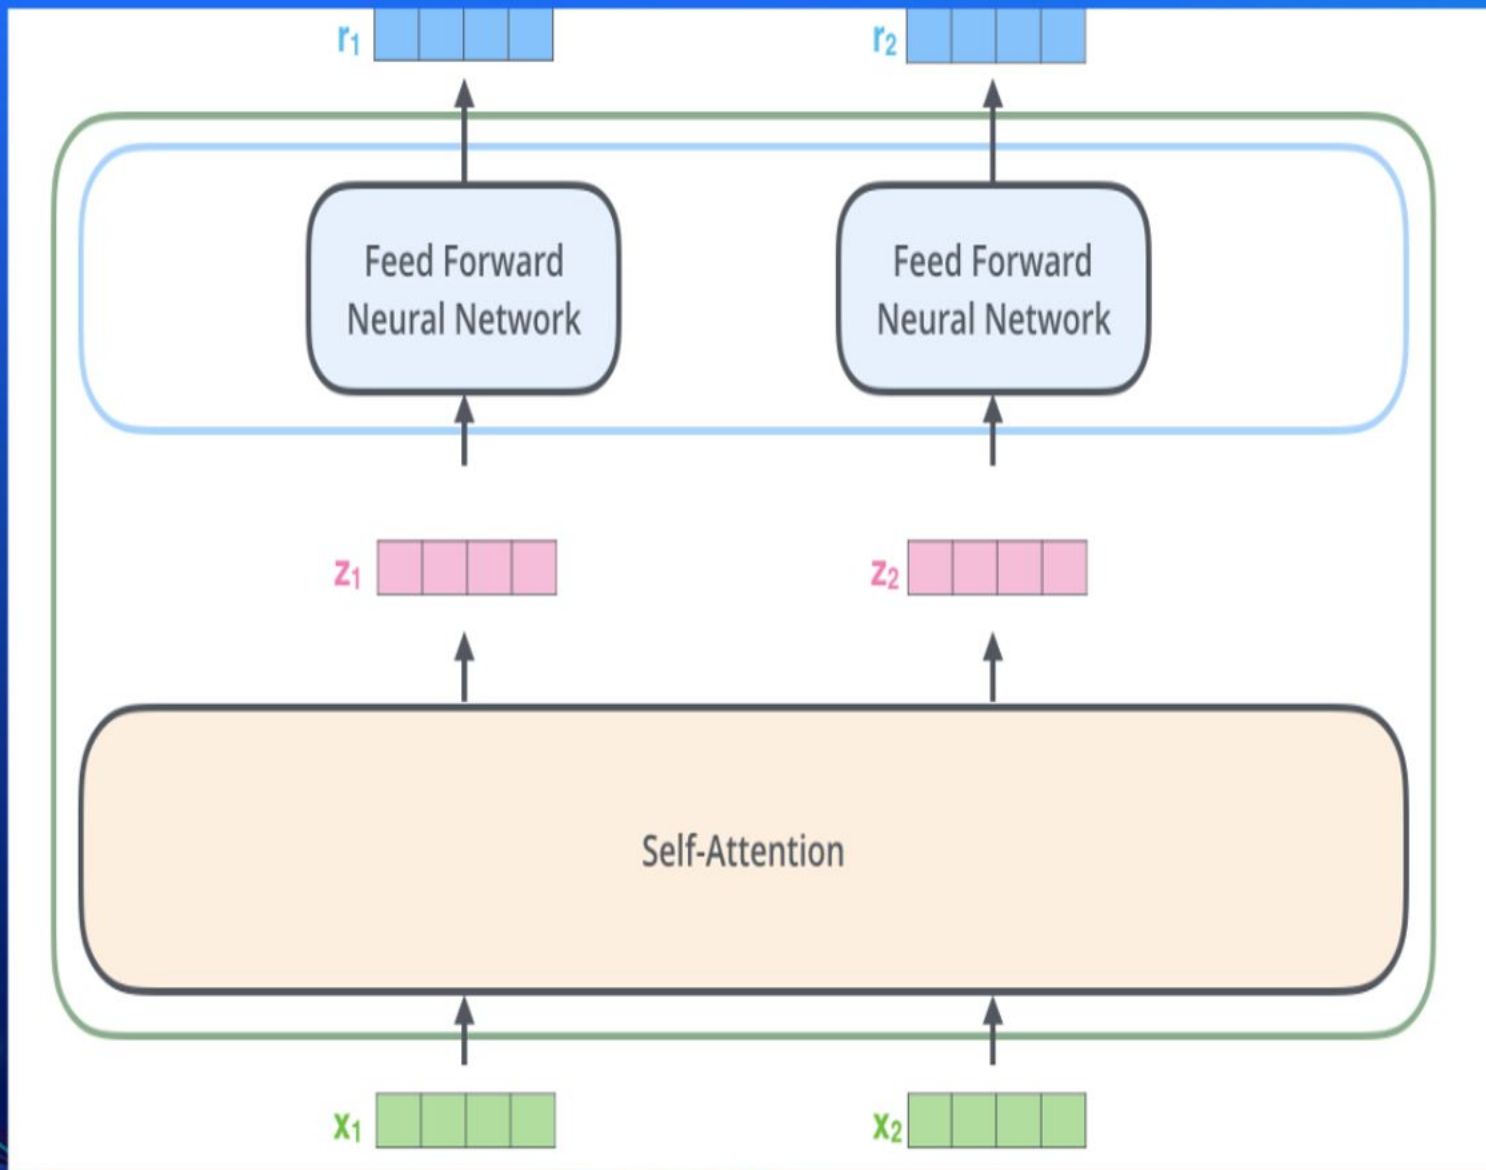 r1
r2
Feed Forward
Neural Network
Feed Forward
Neural Network
z1
z2
Self-Attention
x1
x2